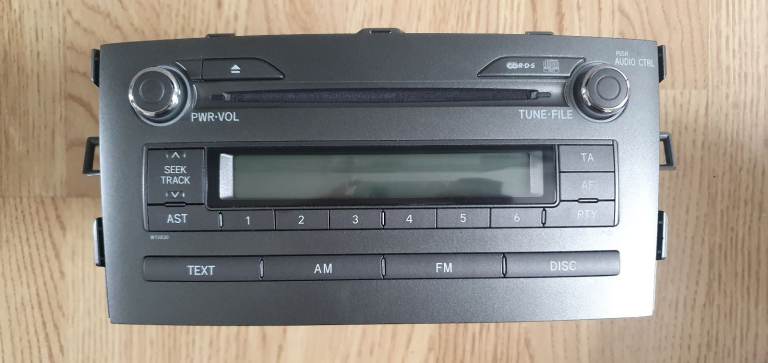 R·D·S
PUSH
AUDIO CTRL
PWR·VOL
TUNE·FILE
SEEK
TRACK
TA
AF
AST
1
2
3
4
5
6
PTY
TEXT
AM
FM
DISC